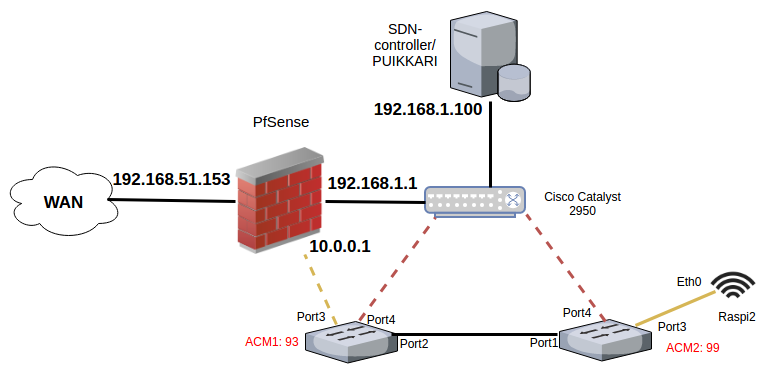 SDN-
controller/
PUIKKARI
192.168.1.100
PfSense
192.168.51.153
192.168.1.1
WAN
Cisco Catalyst
2950
10.0.0.1
Eth0
Raspi2
Port3
Port4
Port4
Port3
ACM1: 93
Port2
Port1
ACM2: 99